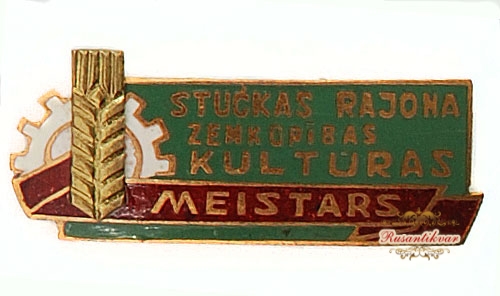 STUČKAS RAJONA
ZEMKOPĪBAS
KULTŪRAS
MEISTARS
Rusantikvar